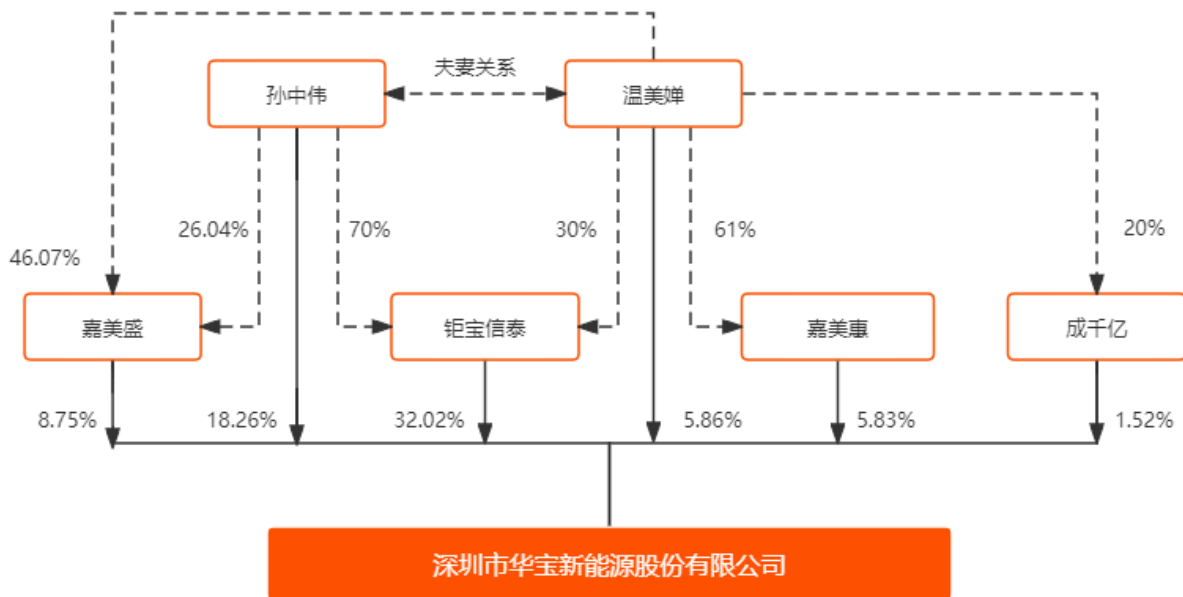 夫妻关系
孙中伟
温美婵
26.04%
70%
30%
61%
20%
46.07%
嘉美盛
钜宝信泰
嘉美惠
成千亿
8.75%
18.26%
32.02%
5.86%
5.83%
1.52%
深圳市华宝新能源股份有限公司